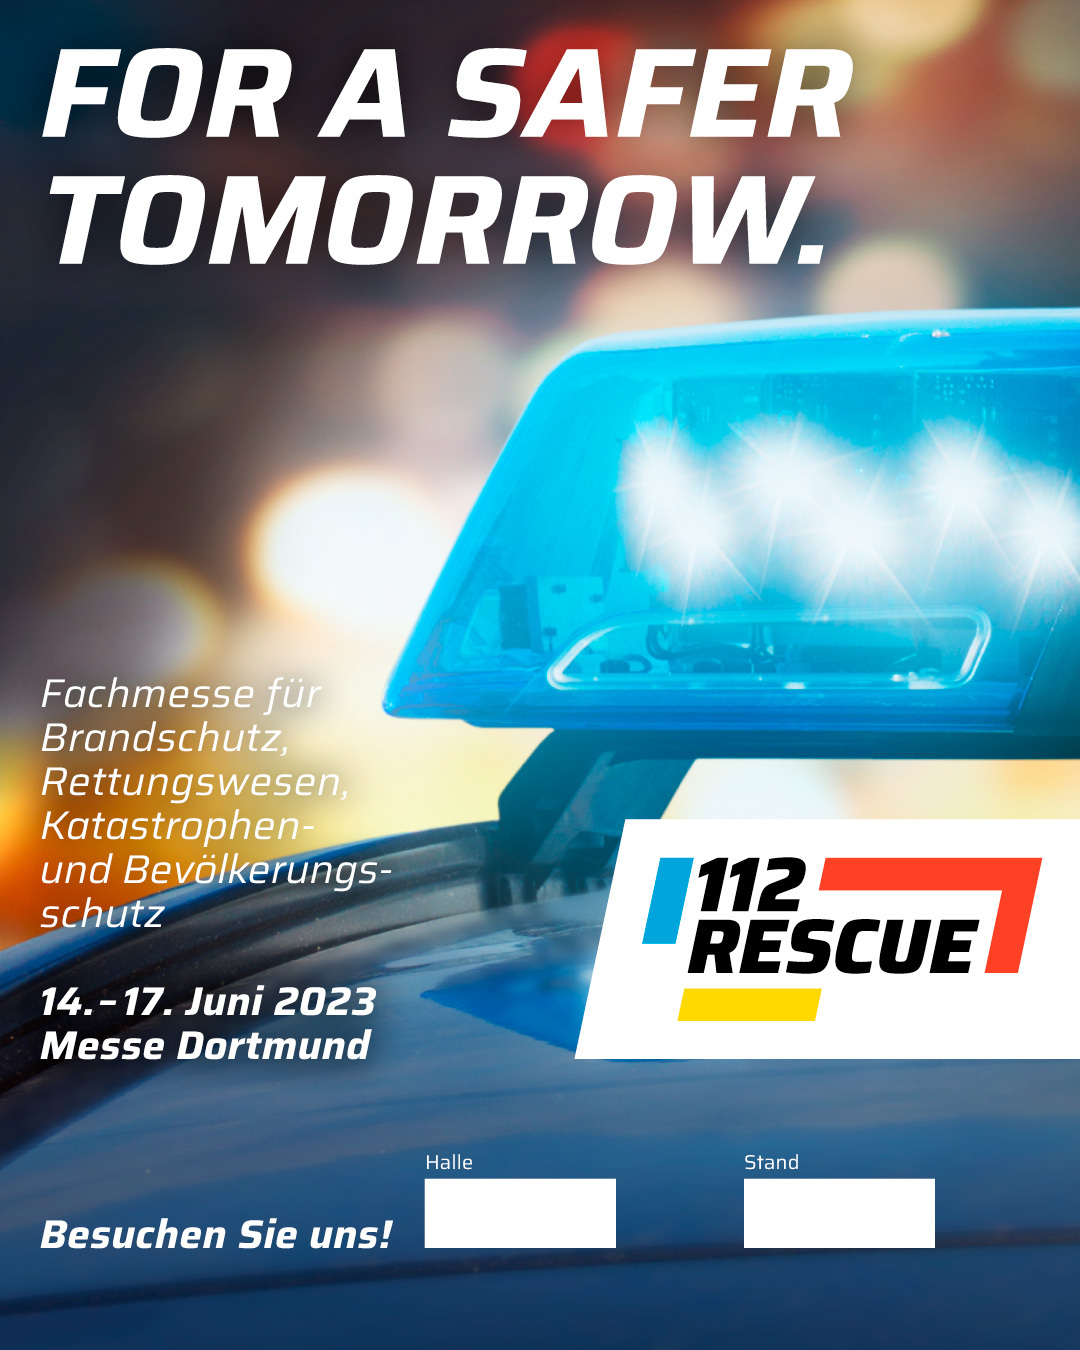 FOR A SAFER
TOMORROW.
Fachmesse für
Brandschutz,
Rettungswesen,
Katastrophen-
und Bevölkerungs-
schutz
14.–17. Juni 2023
Messe Dortmund
112
RESCUE
Halle
Stand
Besuchen Sie uns!